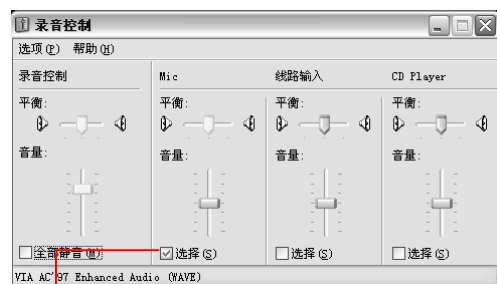 录音控制
选项(P) 帮助(H)
录音控制 Mic 线路输入 CD Player
平衡: 平衡: 平衡: 平衡:
音量: 音量: 音量: 音量:
全部静音(M) 选择(S) 选择(S) 选择(S)
VIA AC'97 Enhanced Audio (WAVE)